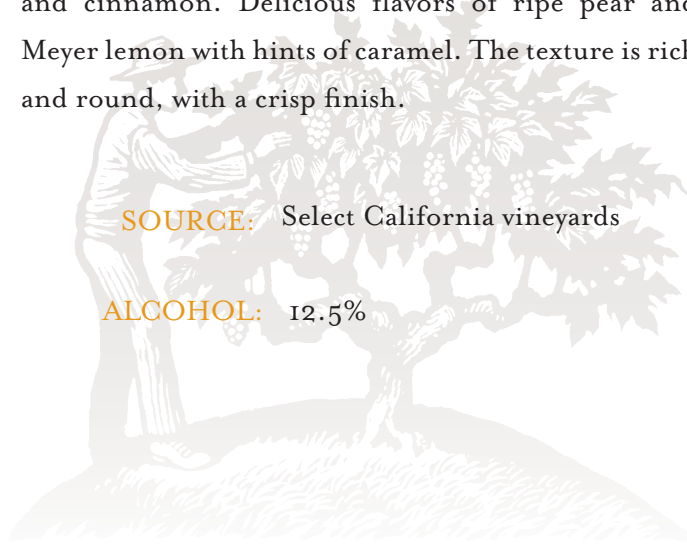 and cinnamon. Delicious flavors of ripe pear and
Meyer lemon with hints of caramel. The texture is rich
and round, with a crisp finish.
SOURCE: Select California vineyards
ALCOHOL: 12.5%